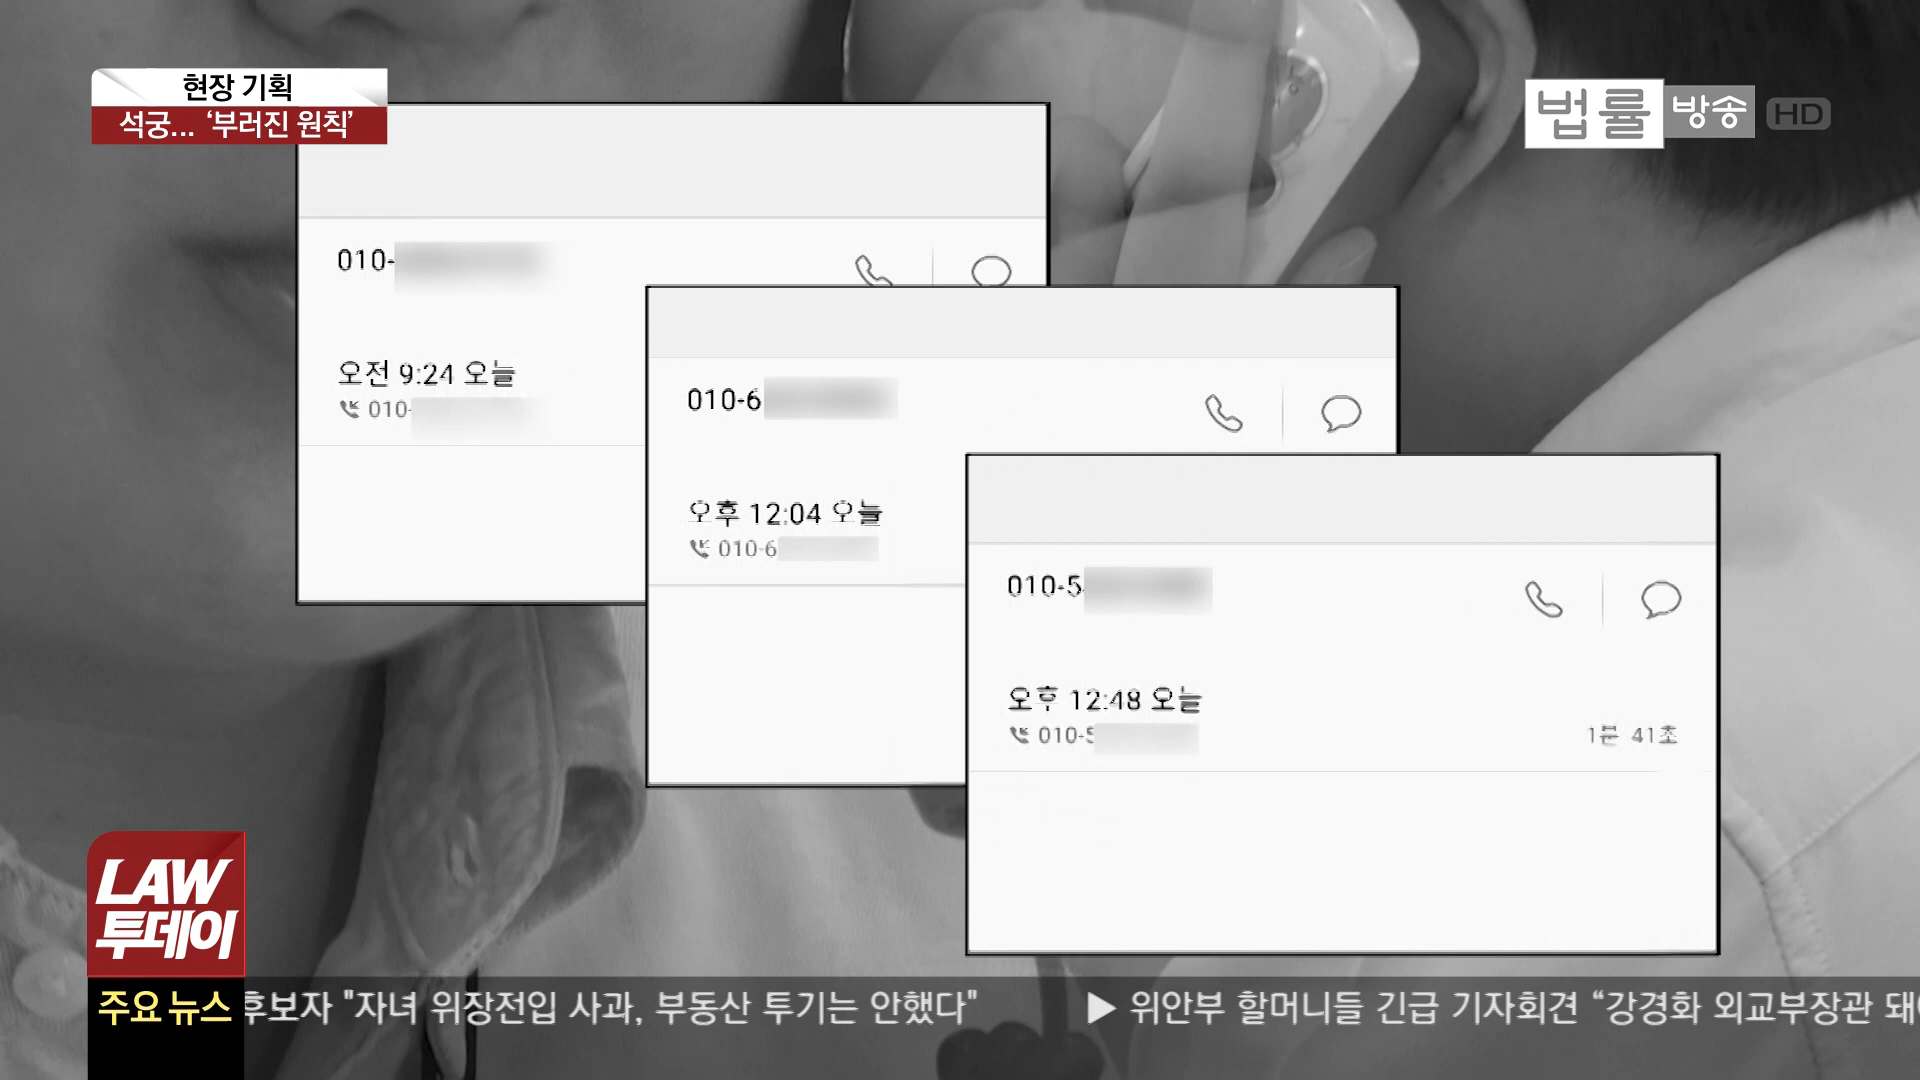 현장 기획
석궁... ‘부러진 원칙’
법률방송 HD
010-
오전 9:24 오늘
010-
010-6
오후 12:04 오늘
010-6
010-5
오후 12:48 오늘
010-5
1분 41초
LAW
투데이
주요 뉴스
후보자 "자녀 위장전입 사과, 부동산 투기는 안했다" ▶ 위안부 할머니들 긴급 기자회견 “강경화 외교부장관